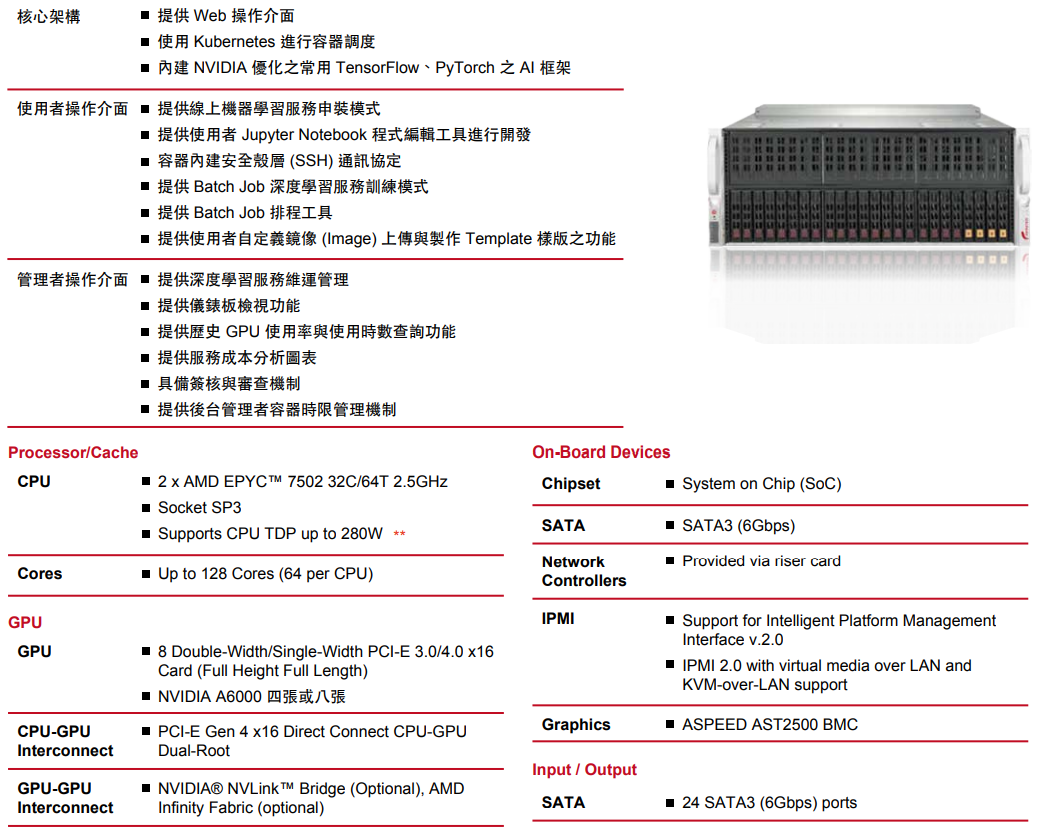 核心架構
■ 提供 Web 操作介面
■ 使用 Kubernetes 進行容器調度
■ 內建 NVIDIA 優化之常用 TensorFlow、PyTorch 之 AI 框架
使用者操作介面
■ 提供線上機器學習服務申裝模式
■ 提供使用者 Jupyter Notebook 程式編輯工具進行開發
■ 容器內建安全殼層 (SSH) 通訊協定
■ 提供 Batch Job 深度學習服務訓練模式
■ 提供 Batch Job 排程工具
■ 提供使用者自定義鏡像 (Image) 上傳與製作 Template 樣版之功能
管理者操作介面
■ 提供深度學習服務維運管理
■ 提供儀錶板檢視功能
■ 提供歷史 GPU 使用率與使用時數查詢功能
■ 提供服務成本分析圖表
■ 具備簽核與審查機制
■ 提供後台管理者容器時限管理機制
Processor/Cache
CPU
■ 2 x AMD EPYC™ 7502 32C/64T 2.5GHz
■ Socket SP3
■ Supports CPU TDP up to 280W **
Cores
■ Up to 128 Cores (64 per CPU)
GPU
GPU
■ 8 Double-Width/Single-Width PCI-E 3.0/4.0 x16
Card (Full Height Full Length)
■ NVIDIA A6000 四張或八張
CPU-GPU
Interconnect
■ PCI-E Gen 4 x16 Direct Connect CPU-GPU
Dual-Root
GPU-GPU
Interconnect
■ NVIDIA® NVLink™ Bridge (Optional), AMD
Infinity Fabric (optional)
On-Board Devices
Chipset
■ System on Chip (SoC)
SATA
■ SATA3 (6Gbps)
Network
Controllers
■ Provided via riser card
IPMI
■ Support for Intelligent Platform Management
Interface v.2.0
■ IPMI 2.0 with virtual media over LAN and
KVM-over-LAN support
Graphics
■ ASPEED AST2500 BMC
Input / Output
SATA
■ 24 SATA3 (6Gbps) ports